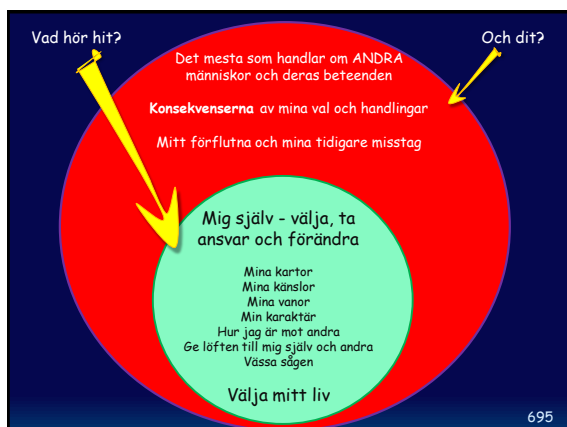 Vad hör hit?
Och dit?
Det mesta som handlar om ANDRA
människor och deras beteenden
Konsekvenserna av mina val och handlingar
Mitt förflutna och mina tidigare misstag
Mig själv - välja, ta
ansvar och förändra
Mina kartor
Mina känslor
Mina vanor
Min karaktär
Hur jag är mot andra
Ge löften till mig själv och andra
Vässa sågen
Välja mitt liv
695